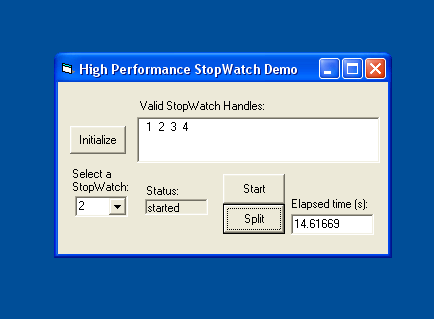 High Performance StopWatch Demo
Valid StopWatch Handles:
1 2 3 4
Initialize
Select a
StopWatch:
2
Status:
started
Start
Split
Elapsed time (s):
14.61669